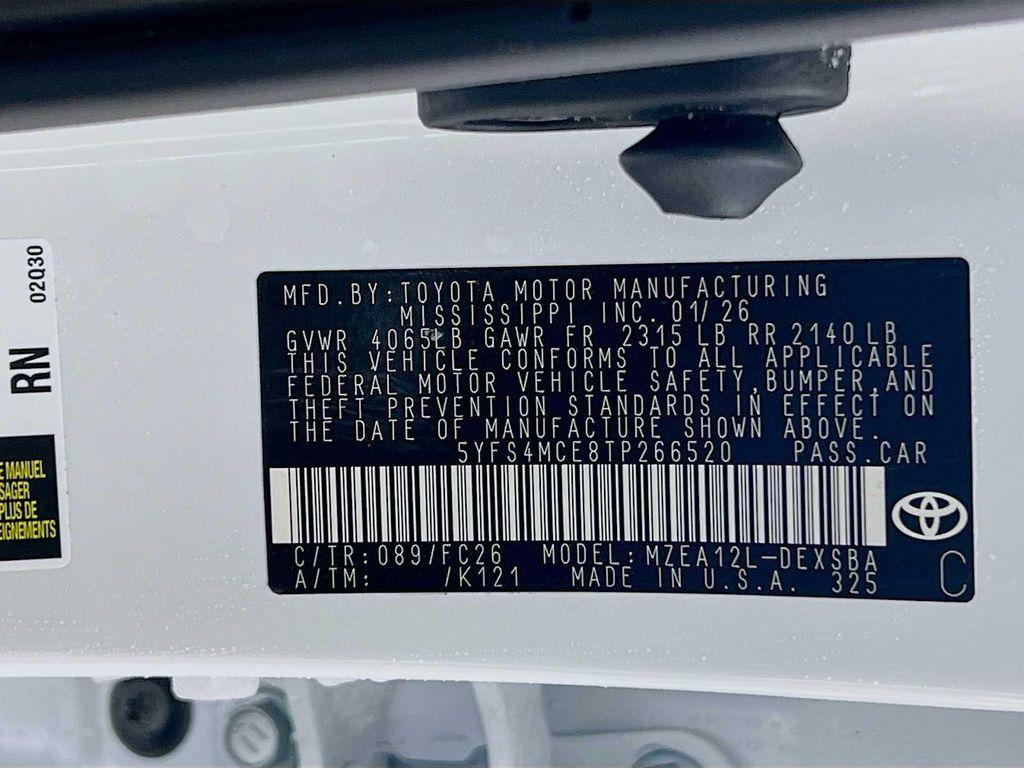 02Q30
RN
E MANUEL
SAGER
PLUS DE
EIGNEMENTS
MFD.BY:TOYOTA MOTOR MANUFACTURING
MISSISSIPPI INC. 01/26
GVWR 4065LB GAWR FR 2315 LB RR 2140 LB
THIS VEHICLE CONFORMS TO ALL APPLICABLE
FEDERAL MOTOR VEHICLE SAFETY,BUMPER,AND
THEFT PREVENTION STANDARDS IN EFFECT ON
THE DATE OF MANUFACTURE SHOWN ABOVE.
5YFS4MCE8TP266520 PASS.CAR
C/TR:089/FC26 MODEL:MZEA12L-DEXSBA
A/TM: /K121 MADE IN U.S.A. 325
C